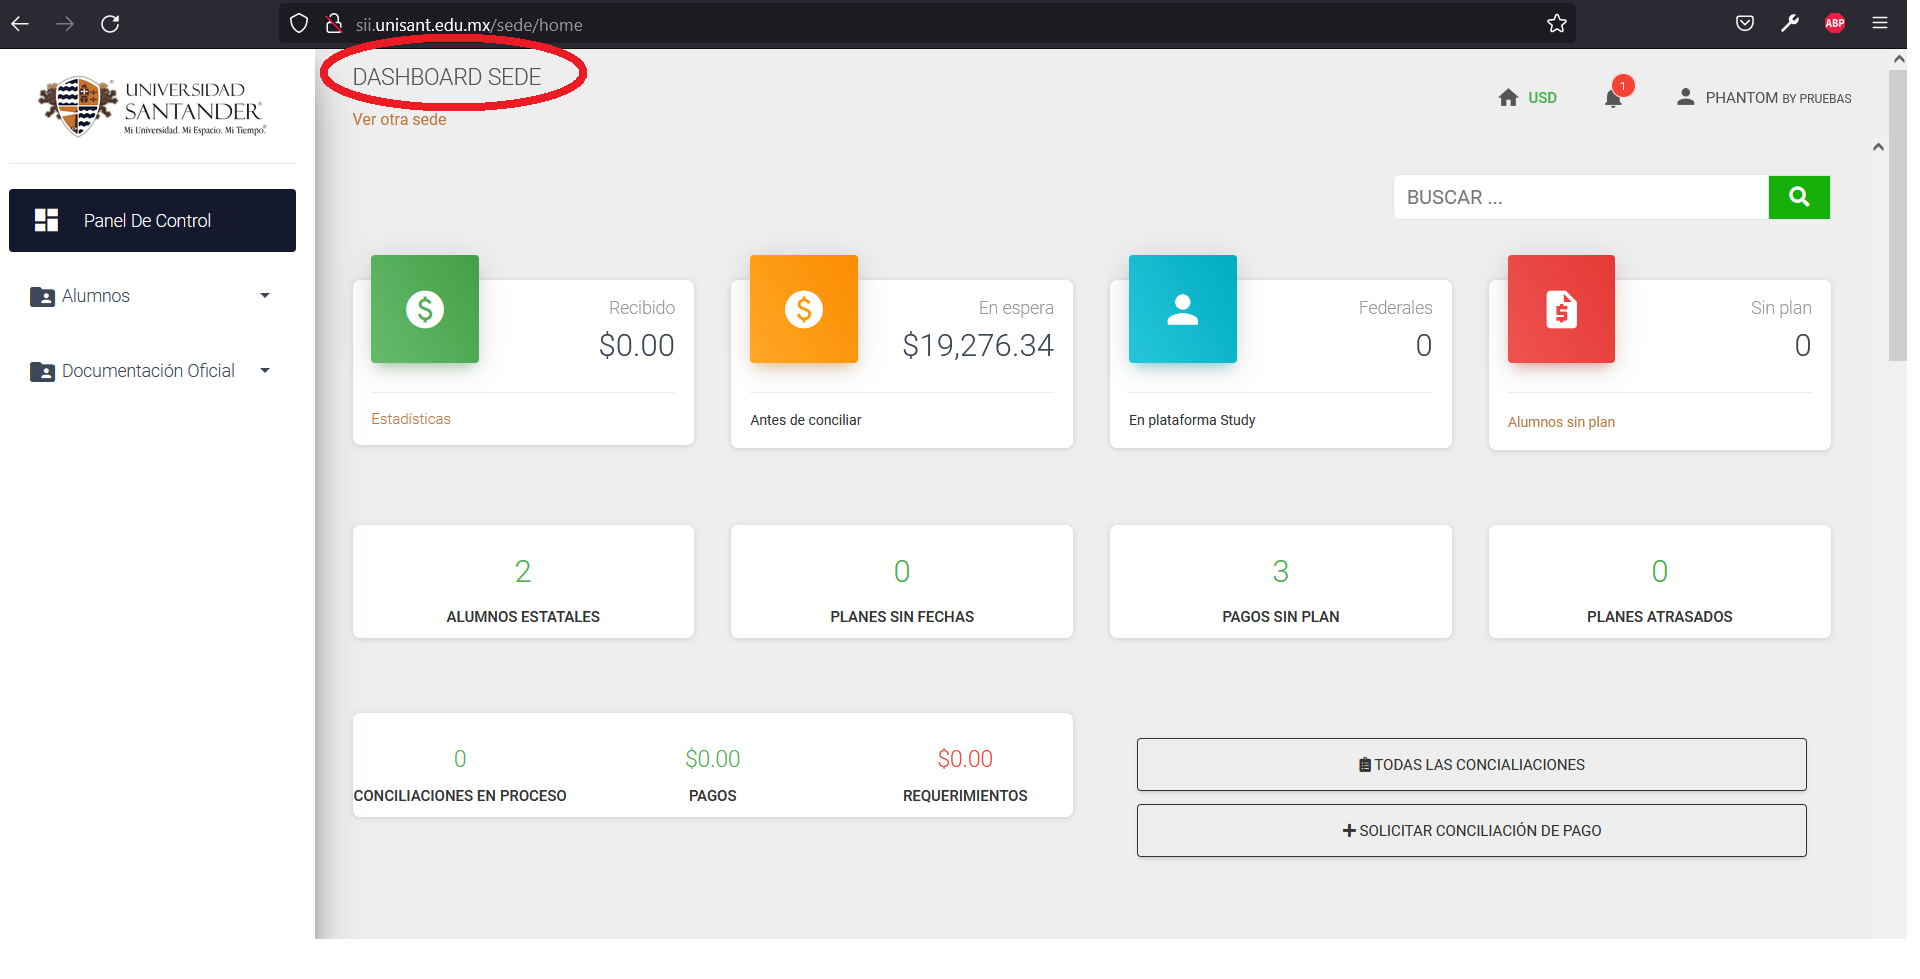 sii.unisant.edu.mx/sede/home
ABP
UNIVERSIDAD
SANTANDER
Mi Universidad. Mi Espacio. Mi Tiempo.
DASHBOARD SEDE
Ver otra sede
USD
1
PHANTOM BY PRUEBAS
Panel De Control
Alumnos
Documentación Oficial
BUSCAR ...
Recibido
$0.00
Estadísticas
En espera
$19,276.34
Antes de conciliar
Federales
0
En plataforma Study
Sin plan
0
Alumnos sin plan
2
ALUMNOS ESTATALES
0
PLANES SIN FECHAS
3
PAGOS SIN PLAN
0
PLANES ATRASADOS
0
CONCILIACIONES EN PROCESO
$0.00
PAGOS
$0.00
REQUERIMIENTOS
TODAS LAS CONCIALIACIONES
SOLICITAR CONCILIACIÓN DE PAGO